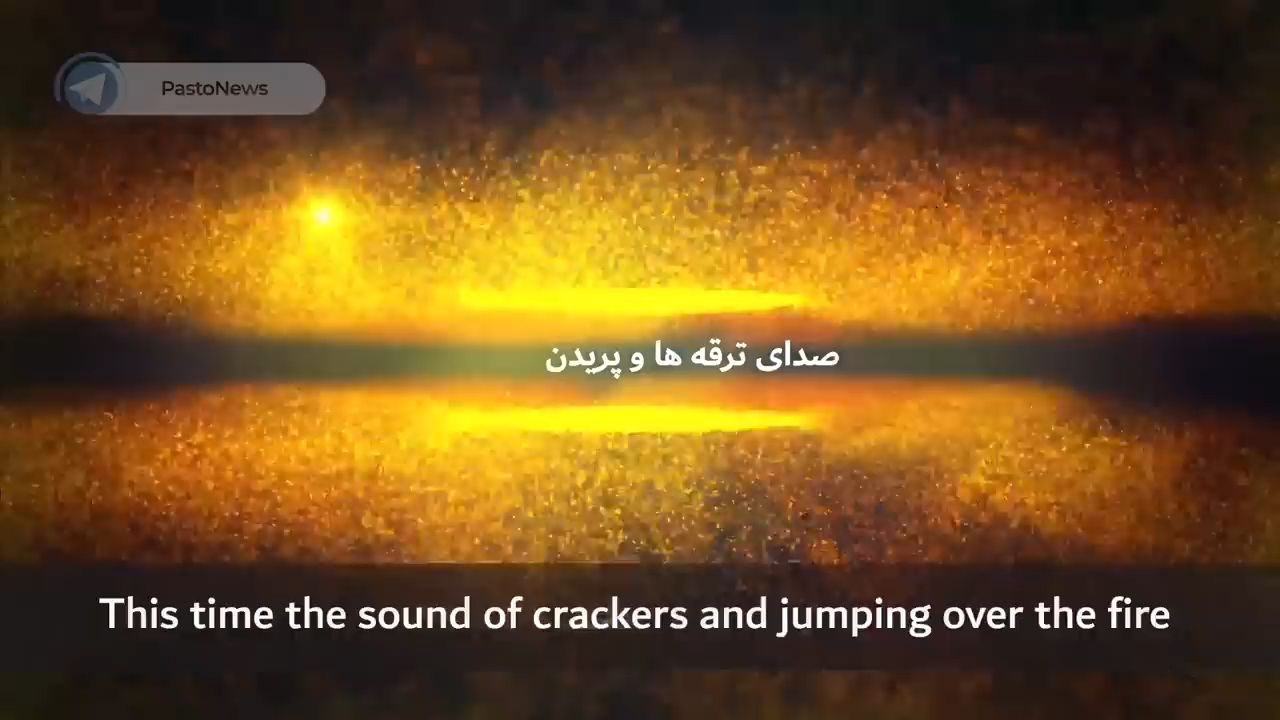 PastoNews
صدای ترقه ها و پریدن
This time the sound of crackers and jumping over the fire